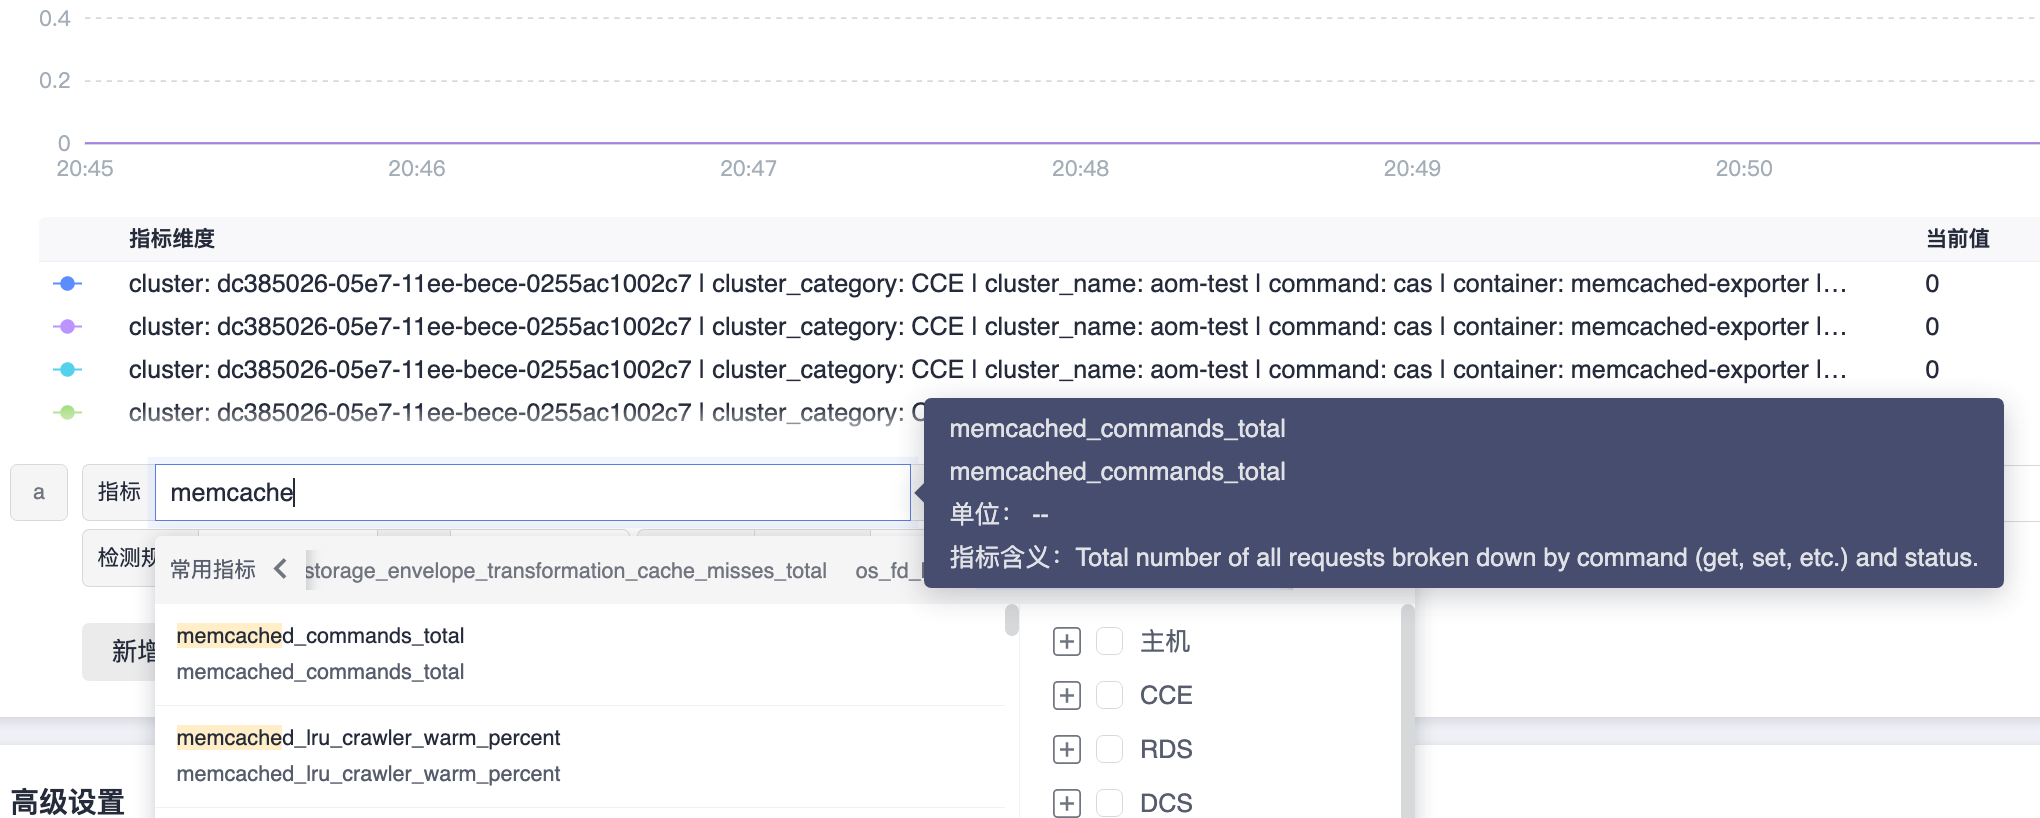 0.4
0.2
0
20:45 20:46 20:47 20:48 20:49 20:50
指标维度 当前值
cluster: dc385026-05e7-11ee-bece-0255ac1002c7 | cluster_category: CCE | cluster_name: aom-test | command: cas | container: memcached-exporter |... 0
cluster: dc385026-05e7-11ee-bece-0255ac1002c7 | cluster_category: CCE | cluster_name: aom-test | command: cas | container: memcached-exporter |... 0
cluster: dc385026-05e7-11ee-bece-0255ac1002c7 | cluster_category: CCE | cluster_name: aom-test | command: cas | container: memcached-exporter |... 0
cluster: dc385026-05e7-11ee-bece-0255ac1002c7 | cluster_category:
memcached_commands_total
memcached_commands_total
单位： --
指标含义：Total number of all requests broken down by command (get, set, etc.) and status.
a 指标 memcache
检测规
常用指标 storage_envelope_transformation_cache_misses_total os_fd_
新增
memcached_commands_total
memcached_commands_total
memcached_lru_crawler_warm_percent
memcached_lru_crawler_warm_percent
主机
CCE
RDS
DCS
高级设置